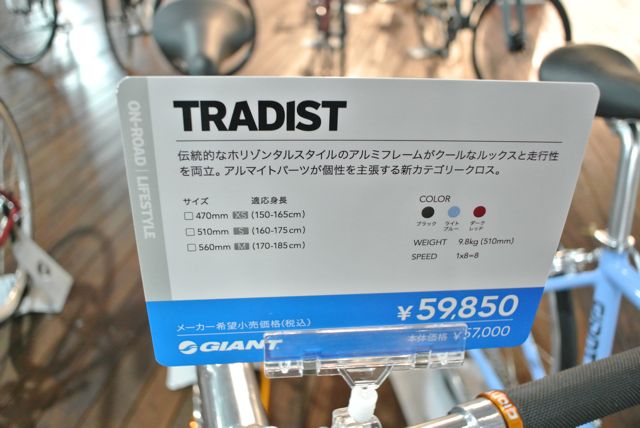 TRADIST
ON-ROAD | LIFESTYLE
伝統的なホリゾンタルスタイルのアルミフレームがクールなルックスと走行性
を両立。アルマイトパーツが個性を主張する新カテゴリークロス。
サイズ 適応身長
470mm XS (150-165cm)
510mm S (160-175cm)
560mm M (170-185cm)
COLOR
ブラック ライトブルー ダークレッド
WEIGHT 9.8kg (510mm)
SPEED 1x8=8
メーカー希望小売価格(税込) ¥59,850
本体価格 ¥57,000
GIANT